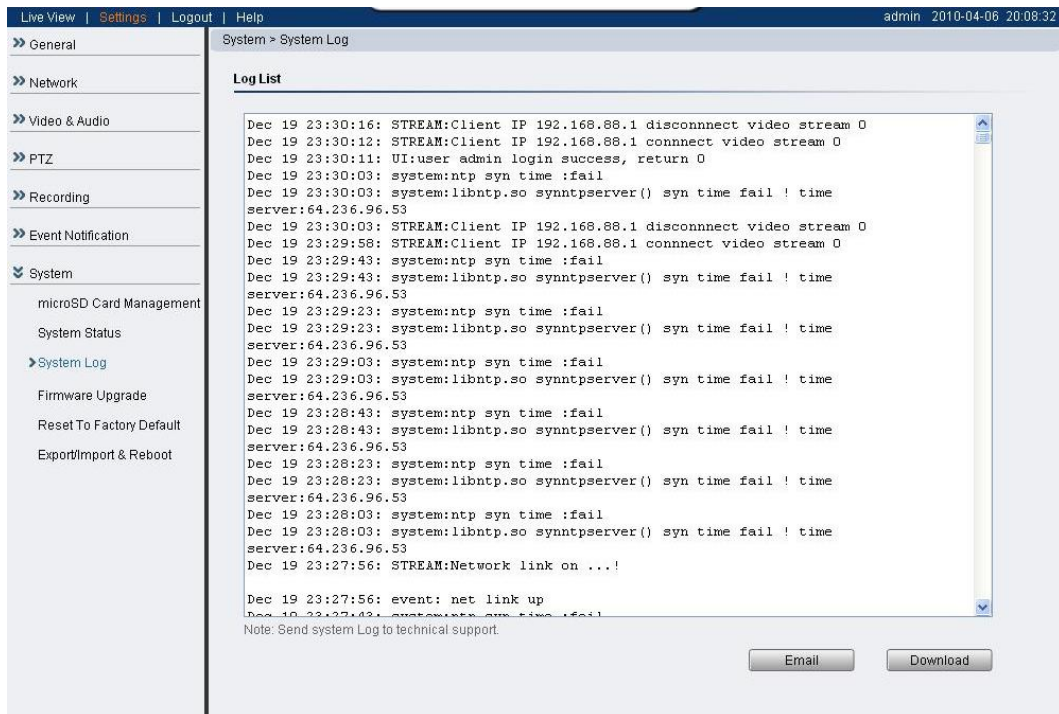 Live View | Settings | Logout | Help
admin 2010-04-06 20:08:32
General
Network
Video & Audio
PTZ
Recording
Event Notification
System
microSD Card Management
System Status
System Log
Firmware Upgrade
Reset To Factory Default
Export/Import & Reboot
System > System Log
Log List
Dec 19 23:30:16: STREAM:Client IP 192.168.88.1 disconnnect video stream 0
Dec 19 23:30:12: STREAM:Client IP 192.168.88.1 connnect video stream 0
Dec 19 23:30:11: UI:user admin login success, return 0
Dec 19 23:30:03: system:ntp syn time :fail
Dec 19 23:30:03: system:libntp.so synntpserver() syn time fail ! time
server:64.236.96.53
Dec 19 23:30:03: STREAM:Client IP 192.168.88.1 disconnnect video stream 0
Dec 19 23:29:58: STREAM:Client IP 192.168.88.1 connnect video stream 0
Dec 19 23:29:43: system:ntp syn time :fail
Dec 19 23:29:43: system:libntp.so synntpserver() syn time fail ! time
server:64.236.96.53
Dec 19 23:29:23: system:ntp syn time :fail
Dec 19 23:29:23: system:libntp.so synntpserver() syn time fail ! time
server:64.236.96.53
Dec 19 23:29:03: system:ntp syn time :fail
Dec 19 23:29:03: system:libntp.so synntpserver() syn time fail ! time
server:64.236.96.53
Dec 19 23:28:43: system:ntp syn time :fail
Dec 19 23:28:43: system:libntp.so synntpserver() syn time fail ! time
server:64.236.96.53
Dec 19 23:28:23: system:ntp syn time :fail
Dec 19 23:28:23: system:libntp.so synntpserver() syn time fail ! time
server:64.236.96.53
Dec 19 23:28:03: system:ntp syn time :fail
Dec 19 23:28:03: system:libntp.so synntpserver() syn time fail ! time
server:64.236.96.53
Dec 19 23:27:56: STREAM:Network link on ...!
Dec 19 23:27:56: event: net link up
Dec 19 23:27:43: system:ntp syn time :fail
Note: Send system Log to technical support.
Email
Download